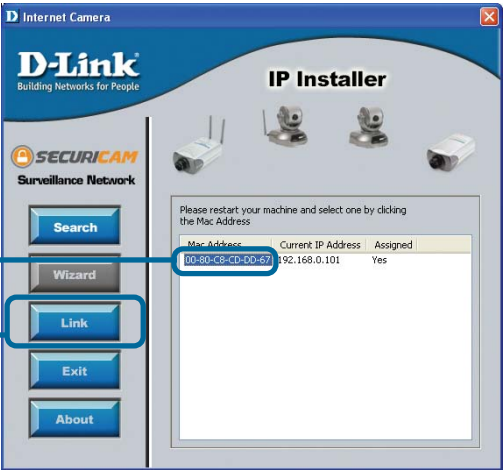 D Internet Camera
D-Link
Building Networks for People
IP Installer
SECURICAM
Surveillance Network
Please restart your machine and select one by clicking
the Mac Address
Search
Mac Address Current IP Address Assigned
00-80-C8-CD-DD-67 192.168.0.101 Yes
Wizard
Link
Exit
About